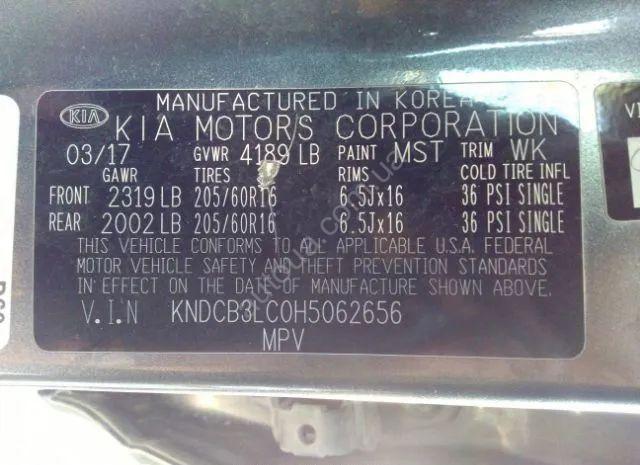 MANUFACTURED IN KOREA
KIA KIA MOTORS CORPORATION
03/17 GVWR 4189 LB PAINT MST TRIM WK
GAWR TIRES RIMS COLD TIRE INFL
FRONT 2319 LB 205/60R16 6.5Jx16 36 PSI SINGLE
REAR 2002 LB 205/60R16 6.5Jx16 36 PSI SINGLE
THIS VEHICLE CONFORMS TO ALL APPLICABLE U.S.A. FEDERAL
MOTOR VEHICLE SAFETY AND THEFT PREVENTION STANDARDS
IN EFFECT ON THE DATE OF MANUFACTURE SHOWN ABOVE.
V.I.N KNDCB3LC0H5062656
MPV